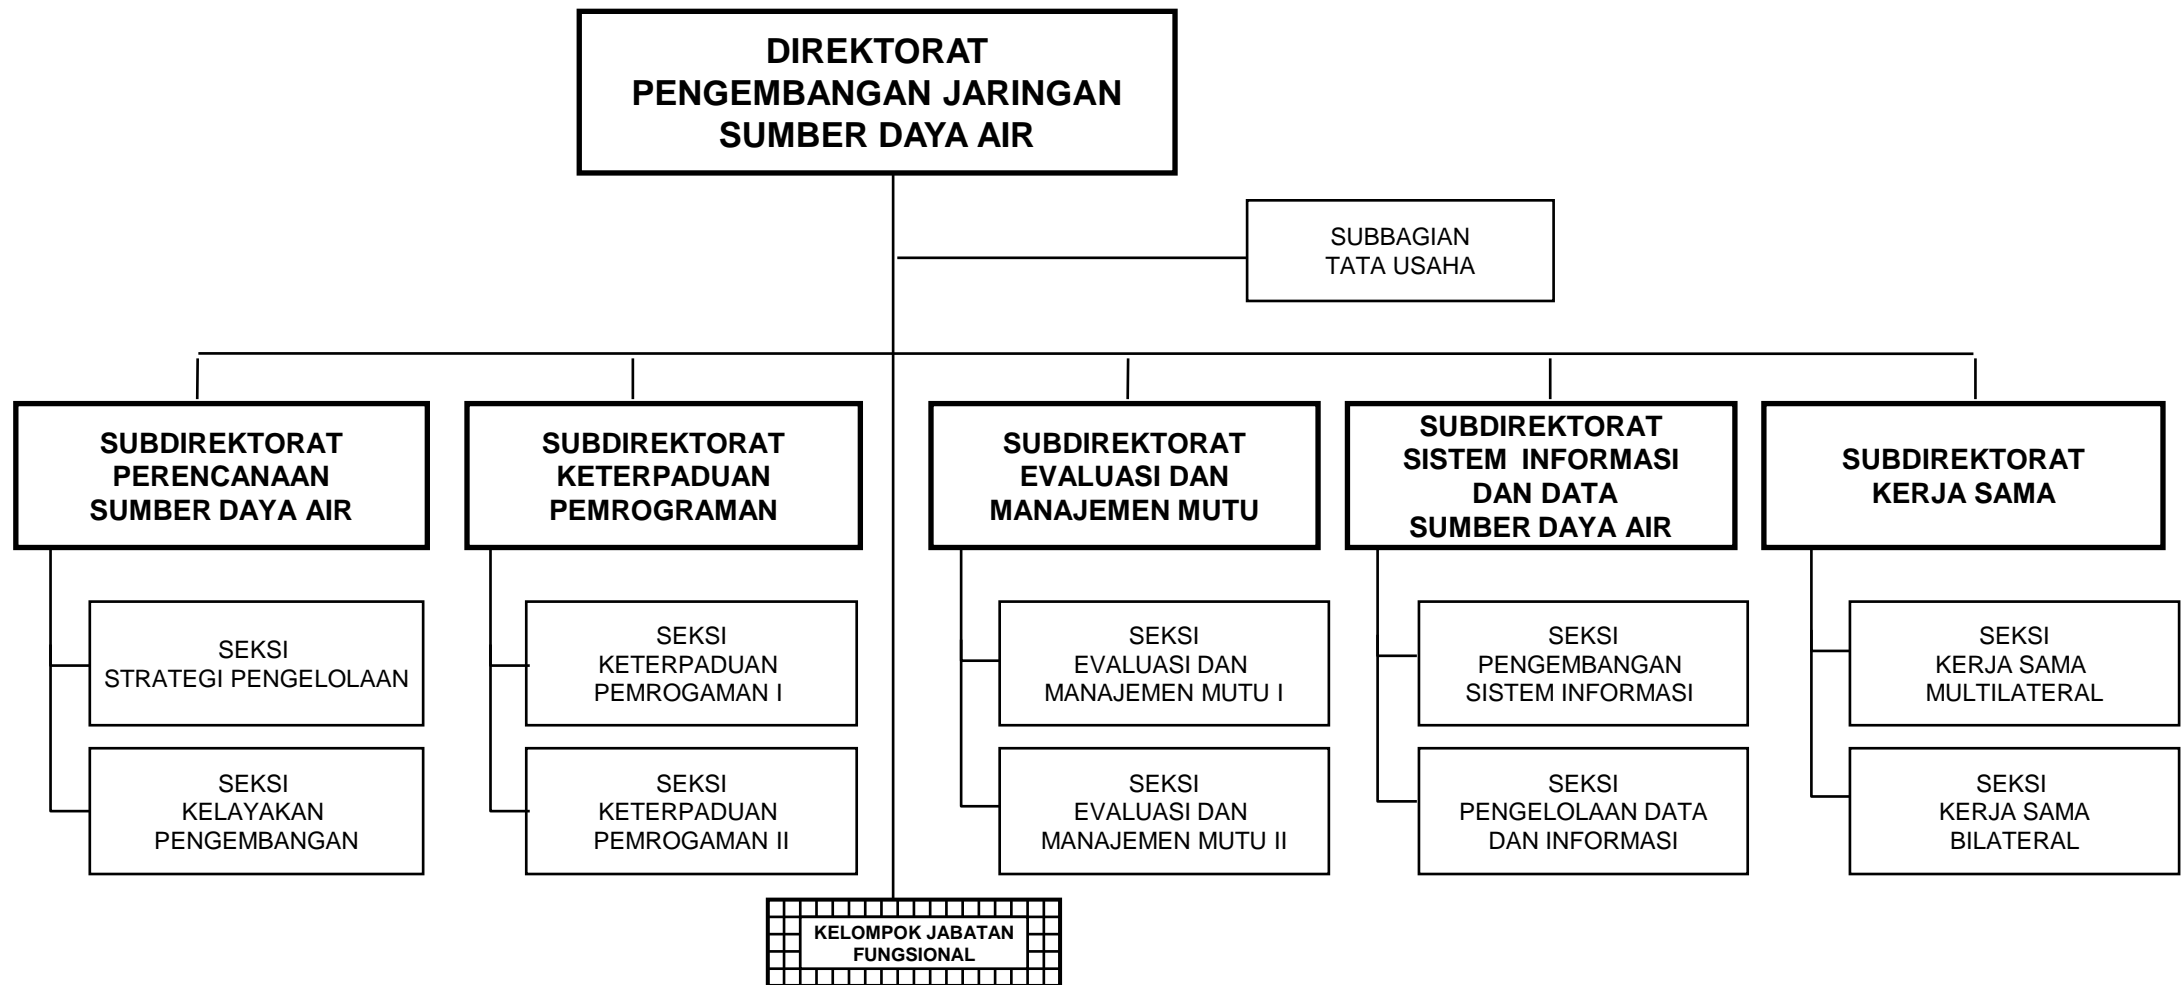 DIREKTORAT
PENGEMBANGAN JARINGAN
SUMBER DAYA AIR
SUBBAGIAN
TATA USAHA
SUBDIREKTORAT
PERENCANAAN
SUMBER DAYA AIR
SUBDIREKTORAT
KETERPADUAN
PEMROGRAMAN
SUBDIREKTORAT
EVALUASI DAN
MANAJEMEN MUTU
SUBDIREKTORAT
SISTEM INFORMASI
DAN DATA
SUMBER DAYA AIR
SUBDIREKTORAT
KERJA SAMA
SEKSI
STRATEGI PENGELOLAAN
SEKSI
KETERPADUAN
PEMROGAMAN I
SEKSI
EVALUASI DAN
MANAJEMEN MUTU I
SEKSI
PENGEMBANGAN
SISTEM INFORMASI
SEKSI
KERJA SAMA
MULTILATERAL
SEKSI
KELAYAKAN
PENGEMBANGAN
SEKSI
KETERPADUAN
PEMROGAMAN II
SEKSI
EVALUASI DAN
MANAJEMEN MUTU II
SEKSI
PENGELOLAAN DATA
DAN INFORMASI
SEKSI
KERJA SAMA
BILATERAL
KELOMPOK JABATAN
FUNGSIONAL